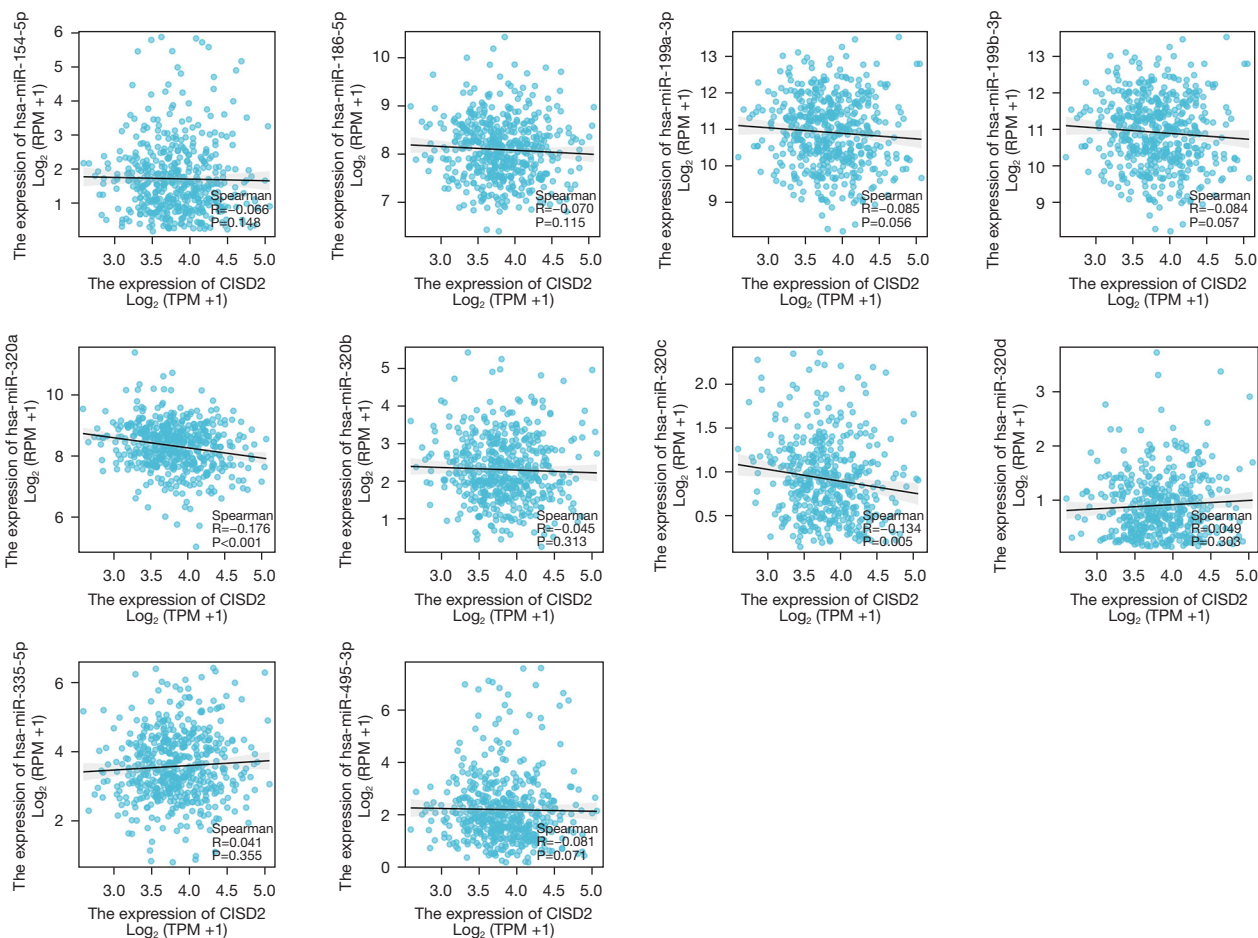 The expression of hsa-miR-154-5p
Log₂ (RPM +1)
6
5
4
3
2
1
Spearman
R=−0.066
P=0.148
3.0 3.5 4.0 4.5 5.0
The expression of CISD2
Log₂ (TPM +1)
The expression of hsa-miR-186-5p
Log₂ (RPM +1)
10
9
8
7
Spearman
R=−0.070
P=0.115
3.0 3.5 4.0 4.5 5.0
The expression of CISD2
Log₂ (TPM +1)
The expression of hsa-miR-199a-3p
Log₂ (RPM +1)
13
12
11
10
9
Spearman
R=−0.085
P=0.056
3.0 3.5 4.0 4.5 5.0
The expression of CISD2
Log₂ (TPM +1)
The expression of hsa-miR-199b-3p
Log₂ (RPM +1)
13
12
11
10
9
Spearman
R=−0.084
P=0.057
3.0 3.5 4.0 4.5 5.0
The expression of CISD2
Log₂ (TPM +1)
The expression of hsa-miR-320a
Log₂ (RPM +1)
10
8
6
Spearman
R=−0.176
P<0.001
3.0 3.5 4.0 4.5 5.0
The expression of CISD2
Log₂ (TPM +1)
The expression of hsa-miR-320b
Log₂ (RPM +1)
5
4
3
2
1
Spearman
R=−0.045
P=0.313
3.0 3.5 4.0 4.5 5.0
The expression of CISD2
Log₂ (TPM +1)
The expression of hsa-miR-320c
Log₂ (RPM +1)
2.0
1.5
1.0
0.5
Spearman
R=−0.134
P=0.005
3.0 3.5 4.0 4.5 5.0
The expression of CISD2
Log₂ (TPM +1)
The expression of hsa-miR-320d
Log₂ (RPM +1)
3
2
1
Spearman
R=0.049
P=0.303
3.0 3.5 4.0 4.5 5.0
The expression of CISD2
Log₂ (TPM +1)
The expression of hsa-miR-335-5p
Log₂ (RPM +1)
6
4
2
Spearman
R=0.041
P=0.355
3.0 3.5 4.0 4.5 5.0
The expression of CISD2
Log₂ (TPM +1)
The expression of hsa-miR-495-3p
Log₂ (RPM +1)
6
4
2
0
Spearman
R=−0.081
P=0.071
3.0 3.5 4.0 4.5 5.0
The expression of CISD2
Log₂ (TPM +1)